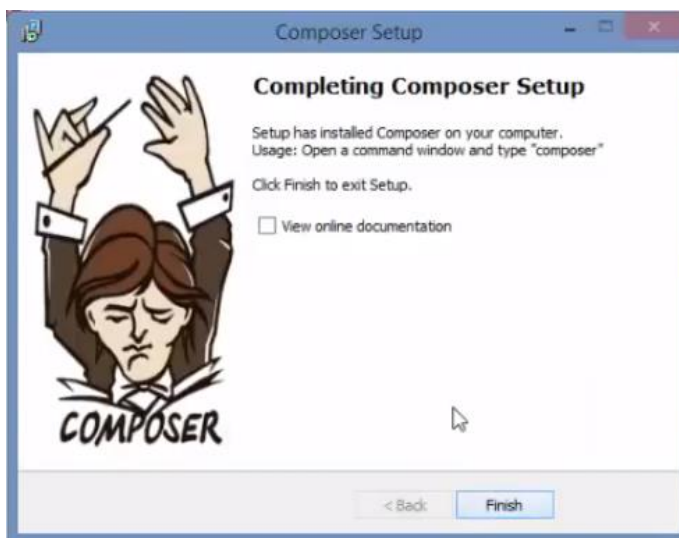 Composer Setup
Completing Composer Setup
Setup has installed Composer on your computer.
Usage: Open a command window and type "composer"
Click Finish to exit Setup.
View online documentation
COMPOSER
< Back
Finish